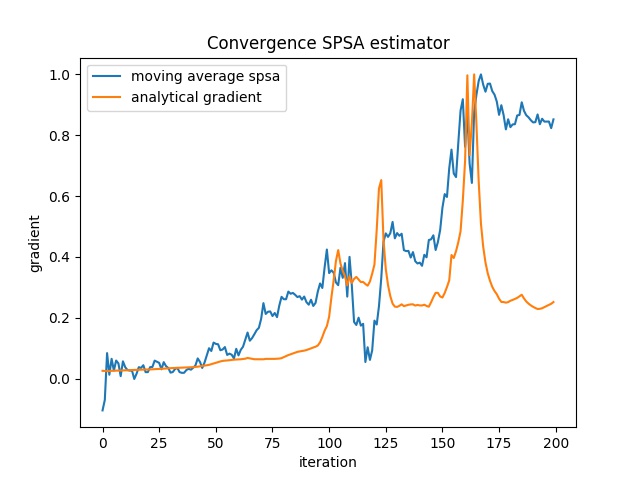 Convergence SPSA estimator
moving average spsa
analytical gradient
1.0
0.8
0.6
0.4
0.2
0.0
gradient
0 25 50 75 100 125 150 175 200
iteration